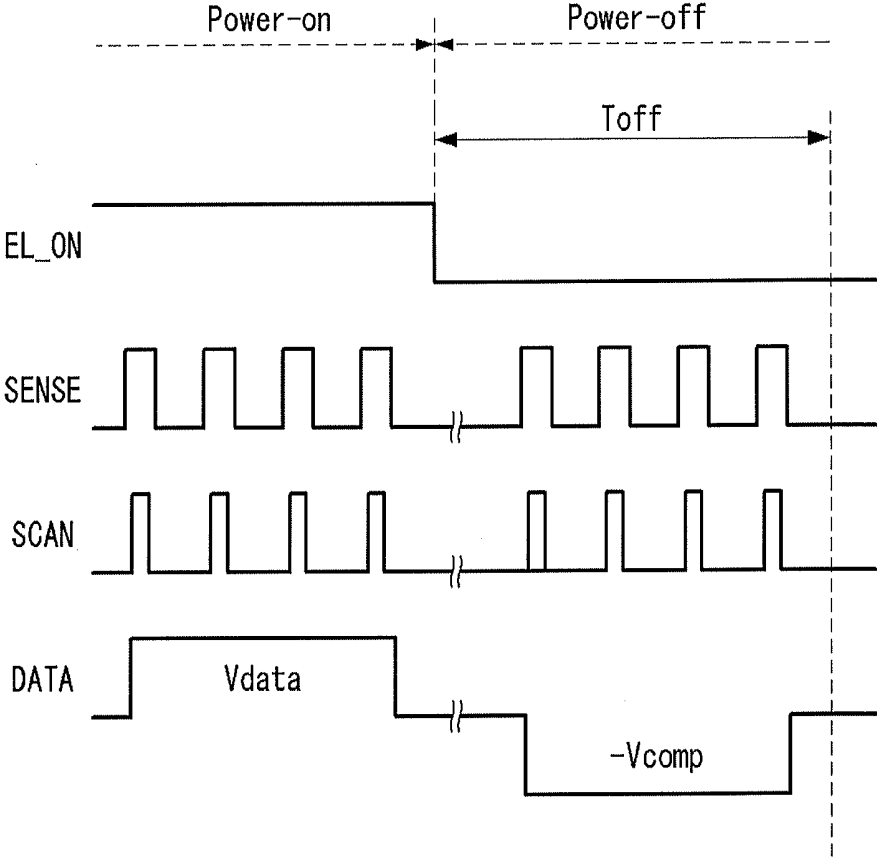 Power-on
Power-off
Toff
EL_ON
SENSE
SCAN
DATA
Vdata
-Vcomp